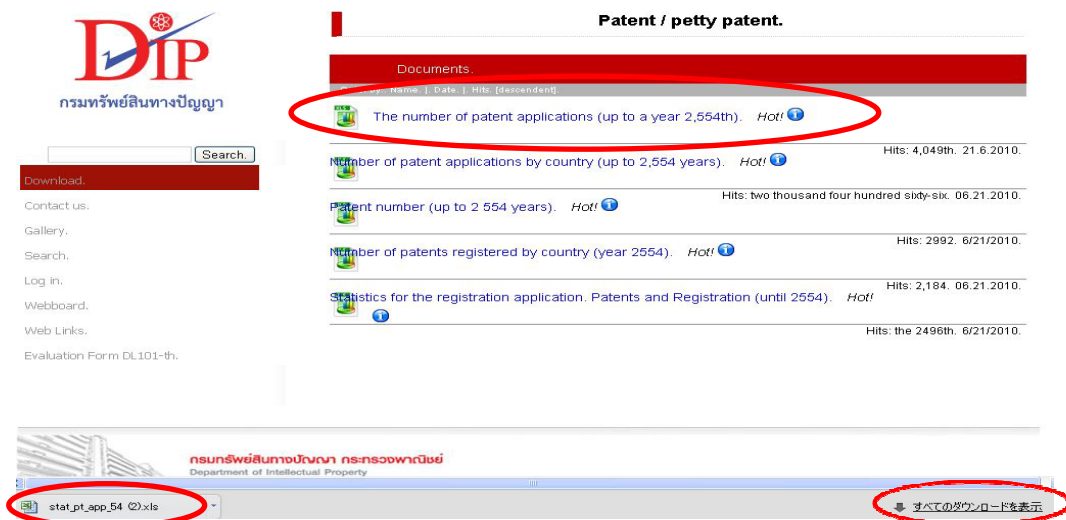 DIP
กรมทรัพย์สินทางปัญญา
Search.
Download.
Contact us.
Gallery.
Search.
Log in.
Webboard.
Web Links.
Evaluation Form DL101-th.
Patent / petty patent.
Documents.
by: Name. |. Date. |. Hits. [descendent].
XLS
The number of patent applications (up to a year 2,554th). Hot!
Hits: 4,049th. 21.6.2010.
Number of patent applications by country (up to 2,554 years). Hot!
Hits: two thousand four hundred sixty-six. 06.21.2010.
Patent number (up to 2 554 years). Hot!
Hits: 2992. 6/21/2010.
Number of patents registered by country (year 2554). Hot!
Hits: 2,184. 06.21.2010.
Statistics for the registration application. Patents and Registration (until 2554). Hot!
Hits: the 2496th. 6/21/2010.
กรมทรัพย์สินทางปัญญา กระทรวงพาณิชย์
Department of Intellectual Property
stat_pt_app_54 (2).xls
すべてのダウンロードを表示